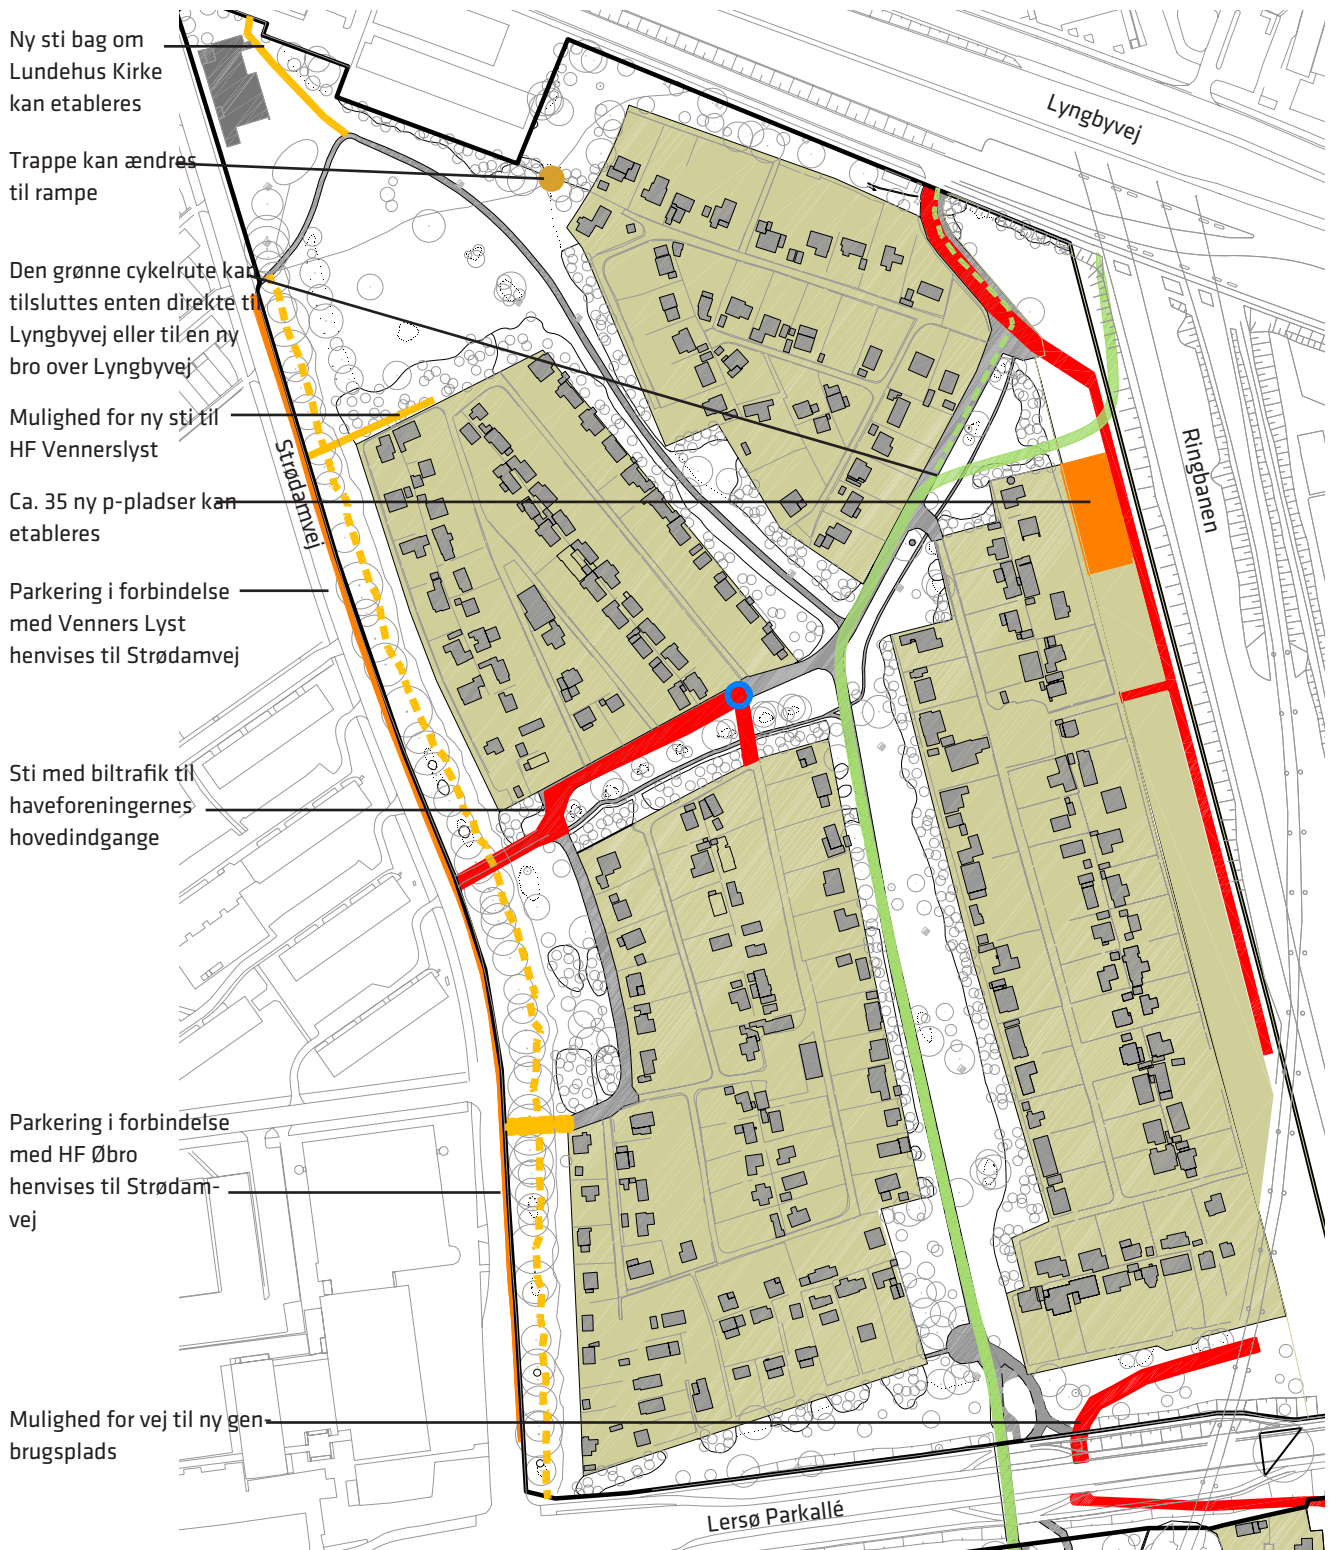 Ny sti bag om
Lundehus Kirke
kan etableres
Trappe kan ændres
til rampe
Den grønne cykelrute kan
tilsluttes enten direkte til
Lyngbyvej eller til en ny
bro over Lyngbyvej
Mulighed for ny sti til
HF Vennerslyst
Ca. 35 ny p-pladser kan
etableres
Parkering i forbindelse
med Venners Lyst
henvises til Strødamvej
Sti med biltrafik til
haveforeningernes
hovedindgange
Parkering i forbindelse
med HF Øbro
henvises til Strødam-
vej
Mulighed for vej til ny gen-
brugsplads
Lyngbyvej
Ringbanen
Strødamvej
Lersø Parkallé